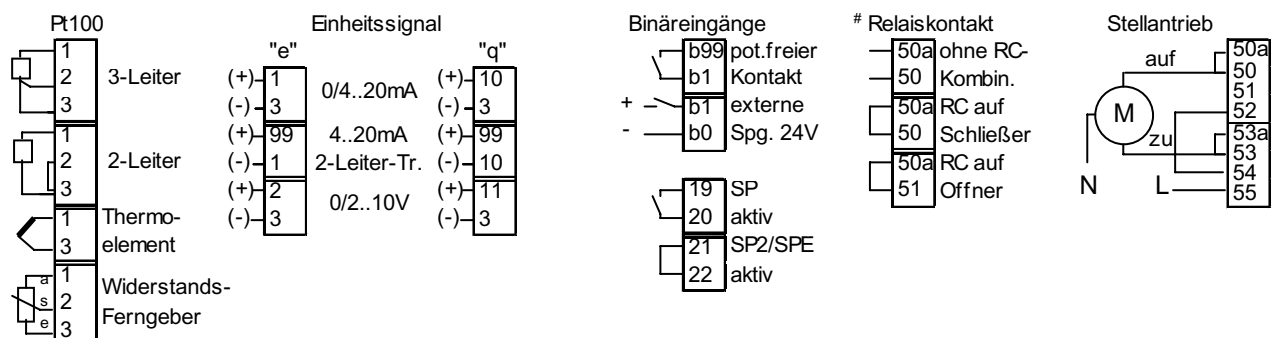 Pt100
1
2
3
3-Leiter
1
2
3
2-Leiter
1
3
Thermo-
element
a
s
e
1
2
3
Widerstands-
Ferngeber
Einheitssignal
"e"
"q"
(+) 1
(-) 3
0/4..20mA
(+) 10
(-) 3
(+) 99
(-) 1
4..20mA
2-Leiter-Tr.
(+) 99
(-) 10
(+) 2
(-) 3
0/2..10V
(+) 11
(-) 3
Binäreingänge
b99 pot.freier
b1 Kontakt
+ b1 externe
- b0 Spg. 24V
19 SP
20 aktiv
21 SP2/SPE
22 aktiv
# Relaiskontakt
50a ohne RC-
50 Kombin.
50a RC auf
50 Schließer
50a RC auf
51 Offner
Stellantrieb
auf
M
zu
N
L
50a
50
51
52
53a
53
54
55